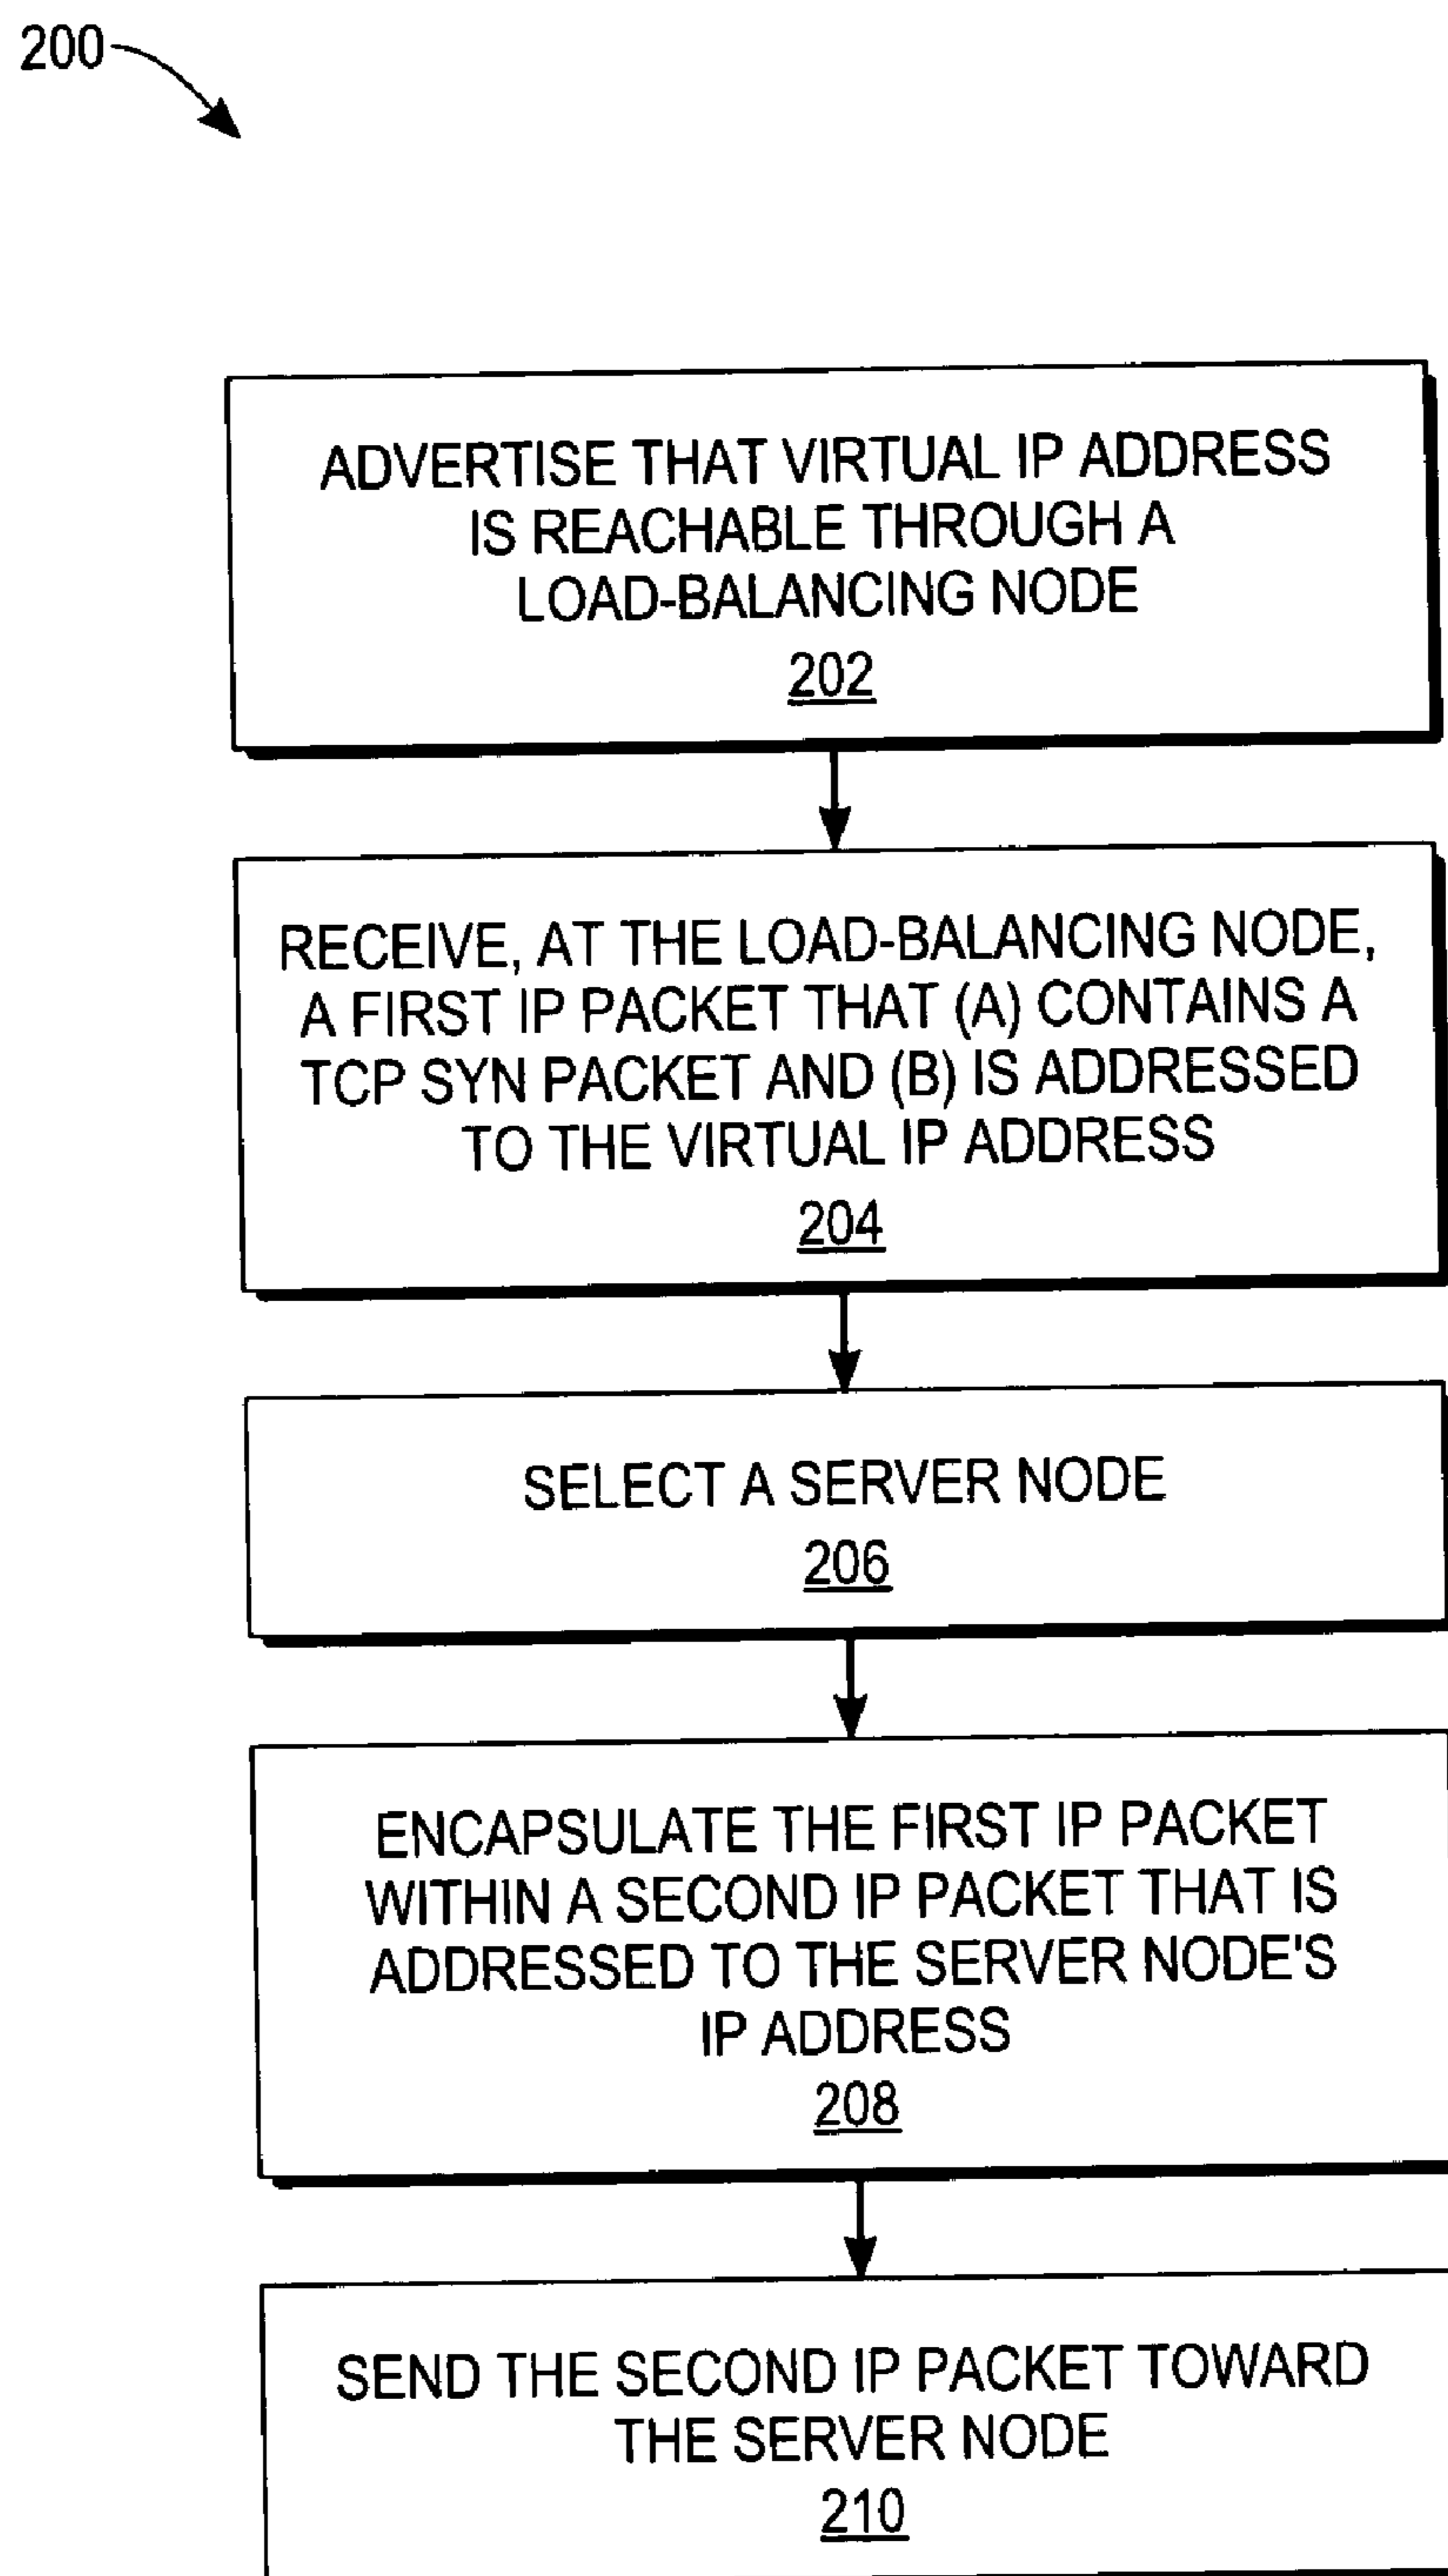 200
ADVERTISE THAT VIRTUAL IP ADDRESS
IS REACHABLE THROUGH A
LOAD-BALANCING NODE
202
RECEIVE, AT THE LOAD-BALANCING NODE,
A FIRST IP PACKET THAT (A) CONTAINS A
TCP SYN PACKET AND (B) IS ADDRESSED
TO THE VIRTUAL IP ADDRESS
204
SELECT A SERVER NODE
206
ENCAPSULATE THE FIRST IP PACKET
WITHIN A SECOND IP PACKET THAT IS
ADDRESSED TO THE SERVER NODE'S
IP ADDRESS
208
SEND THE SECOND IP PACKET TOWARD
THE SERVER NODE
210